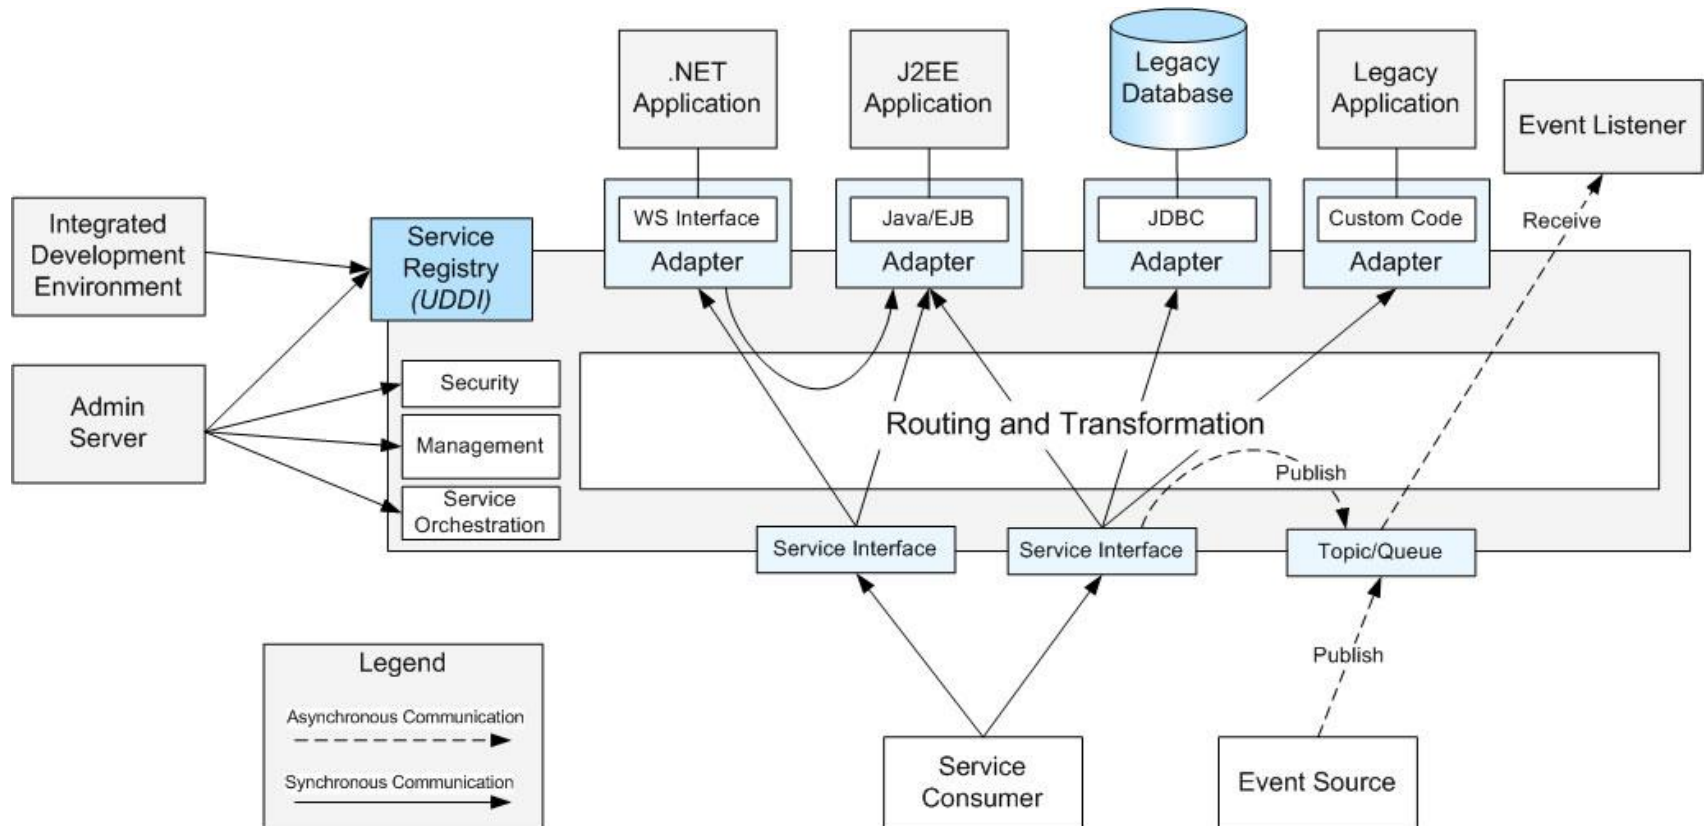 .NET
Application
J2EE
Application
Legacy
Database
Legacy
Application
Event Listener
Integrated
Development
Environment
Service
Registry
(UDDI)
WS Interface
Adapter
Java/EJB
Adapter
JDBC
Adapter
Custom Code
Adapter
Receive
Admin
Server
Security
Management
Service
Orchestration
Routing and Transformation
Publish
Service Interface
Service Interface
Topic/Queue
Publish
Legend
Asynchronous Communication
Synchronous Communication
Service
Consumer
Event Source